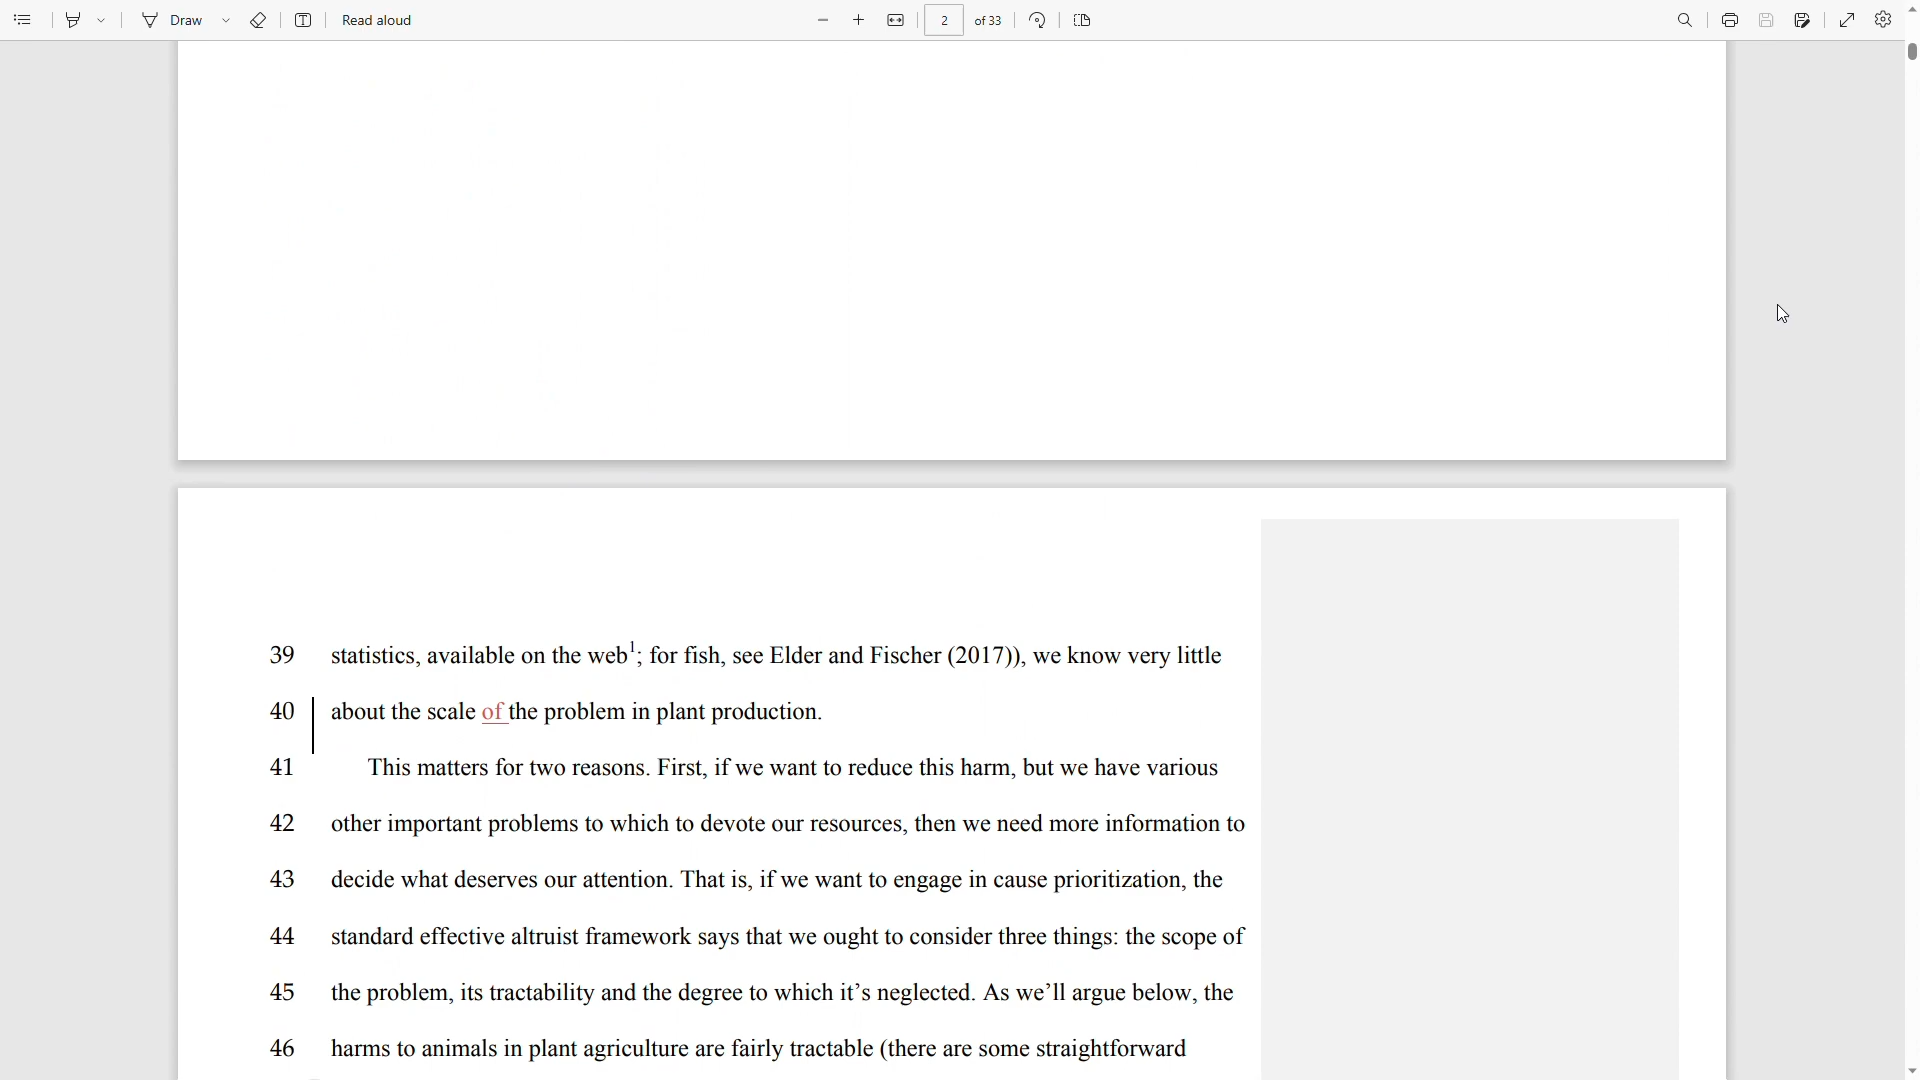 Draw
Read aloud
2 of 33
39 statistics, available on the web1; for fish, see Elder and Fischer (2017)), we know very little
40 about the scale of the problem in plant production.
41 This matters for two reasons. First, if we want to reduce this harm, but we have various
42 other important problems to which to devote our resources, then we need more information to
43 decide what deserves our attention. That is, if we want to engage in cause prioritization, the
44 standard effective altruist framework says that we ought to consider three things: the scope of
45 the problem, its tractability and the degree to which it’s neglected. As we’ll argue below, the
46 harms to animals in plant agriculture are fairly tractable (there are some straightforward